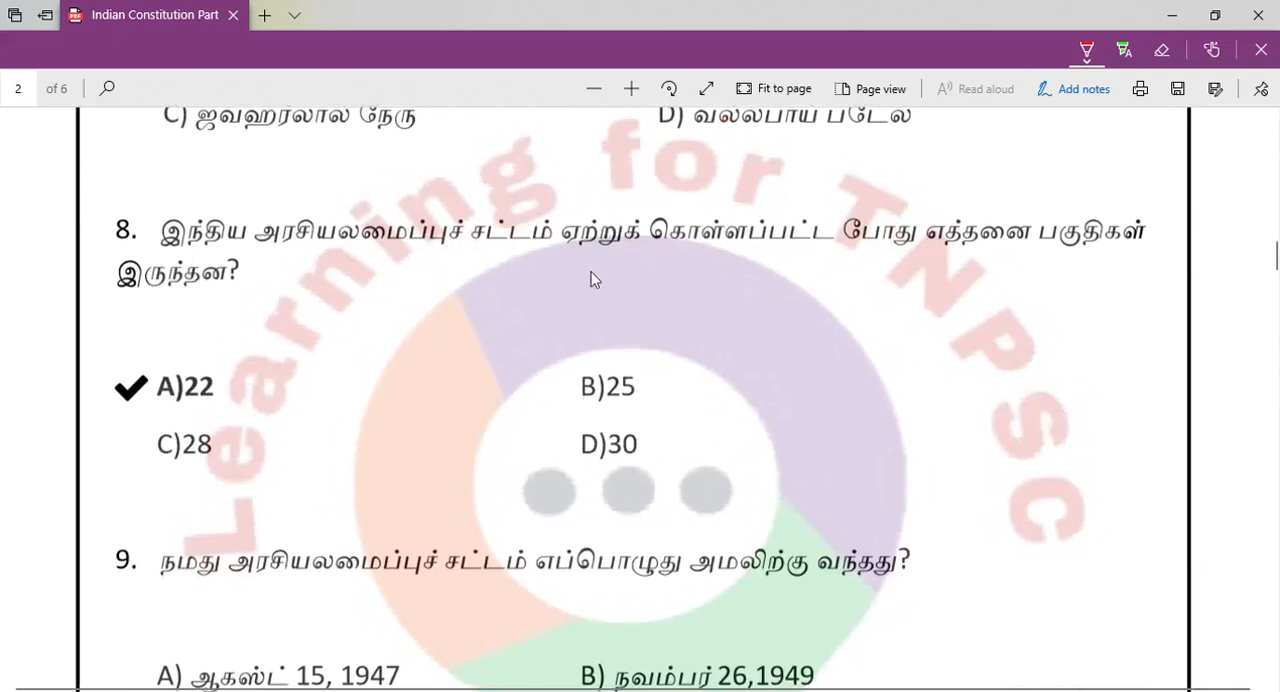 Indian Constitution Part
2 of 6 Fit to page Page view Read aloud Add notes
C) ஜவஹர்லால் நேரு D) வல்லபாய் படேல்
Learning for TNPSC
8. இந்திய அரசியலமைப்புச் சட்டம் ஏற்றுக் கொள்ளப்பட்ட போது எத்தனை பகுதிகள்
இருந்தன?
A)22 B)25
C)28 D)30
9. நமது அரசியலமைப்புச் சட்டம் எப்பொழுது அமலிற்கு வந்தது?
A) ஆகஸ்ட் 15, 1947 B) நவம்பர் 26,1949